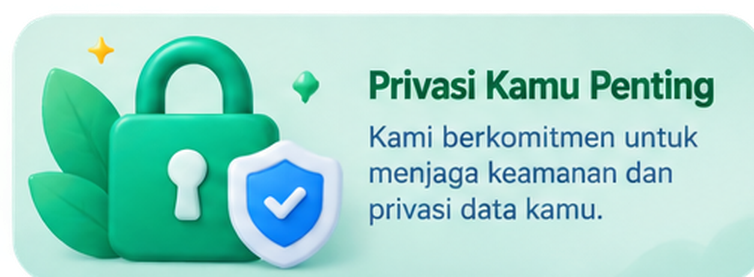 Privasi Kamu Penting
Kami berkomitmen untuk
menjaga keamanan dan
privasi data kamu.